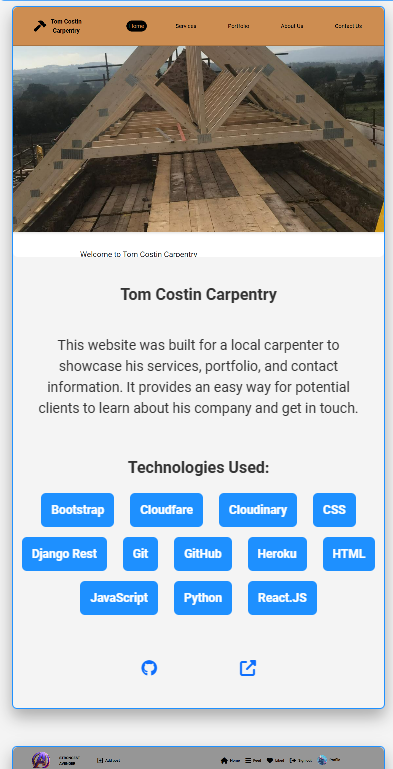 Tom Costin
Carpentry
Home
Services
Portfolio
About Us
Contact Us
Welcome to Tom Costin Carpentry
Tom Costin Carpentry
This website was built for a local carpenter to
showcase his services, portfolio, and contact
information. It provides an easy way for potential
clients to learn about his company and get in touch.
Technologies Used:
Bootstrap
Cloudfare
Cloudinary
CSS
Django Rest
Git
GitHub
Heroku
HTML
JavaScript
Python
React.JS
Add post
Home
Feed
Liked
Sign out